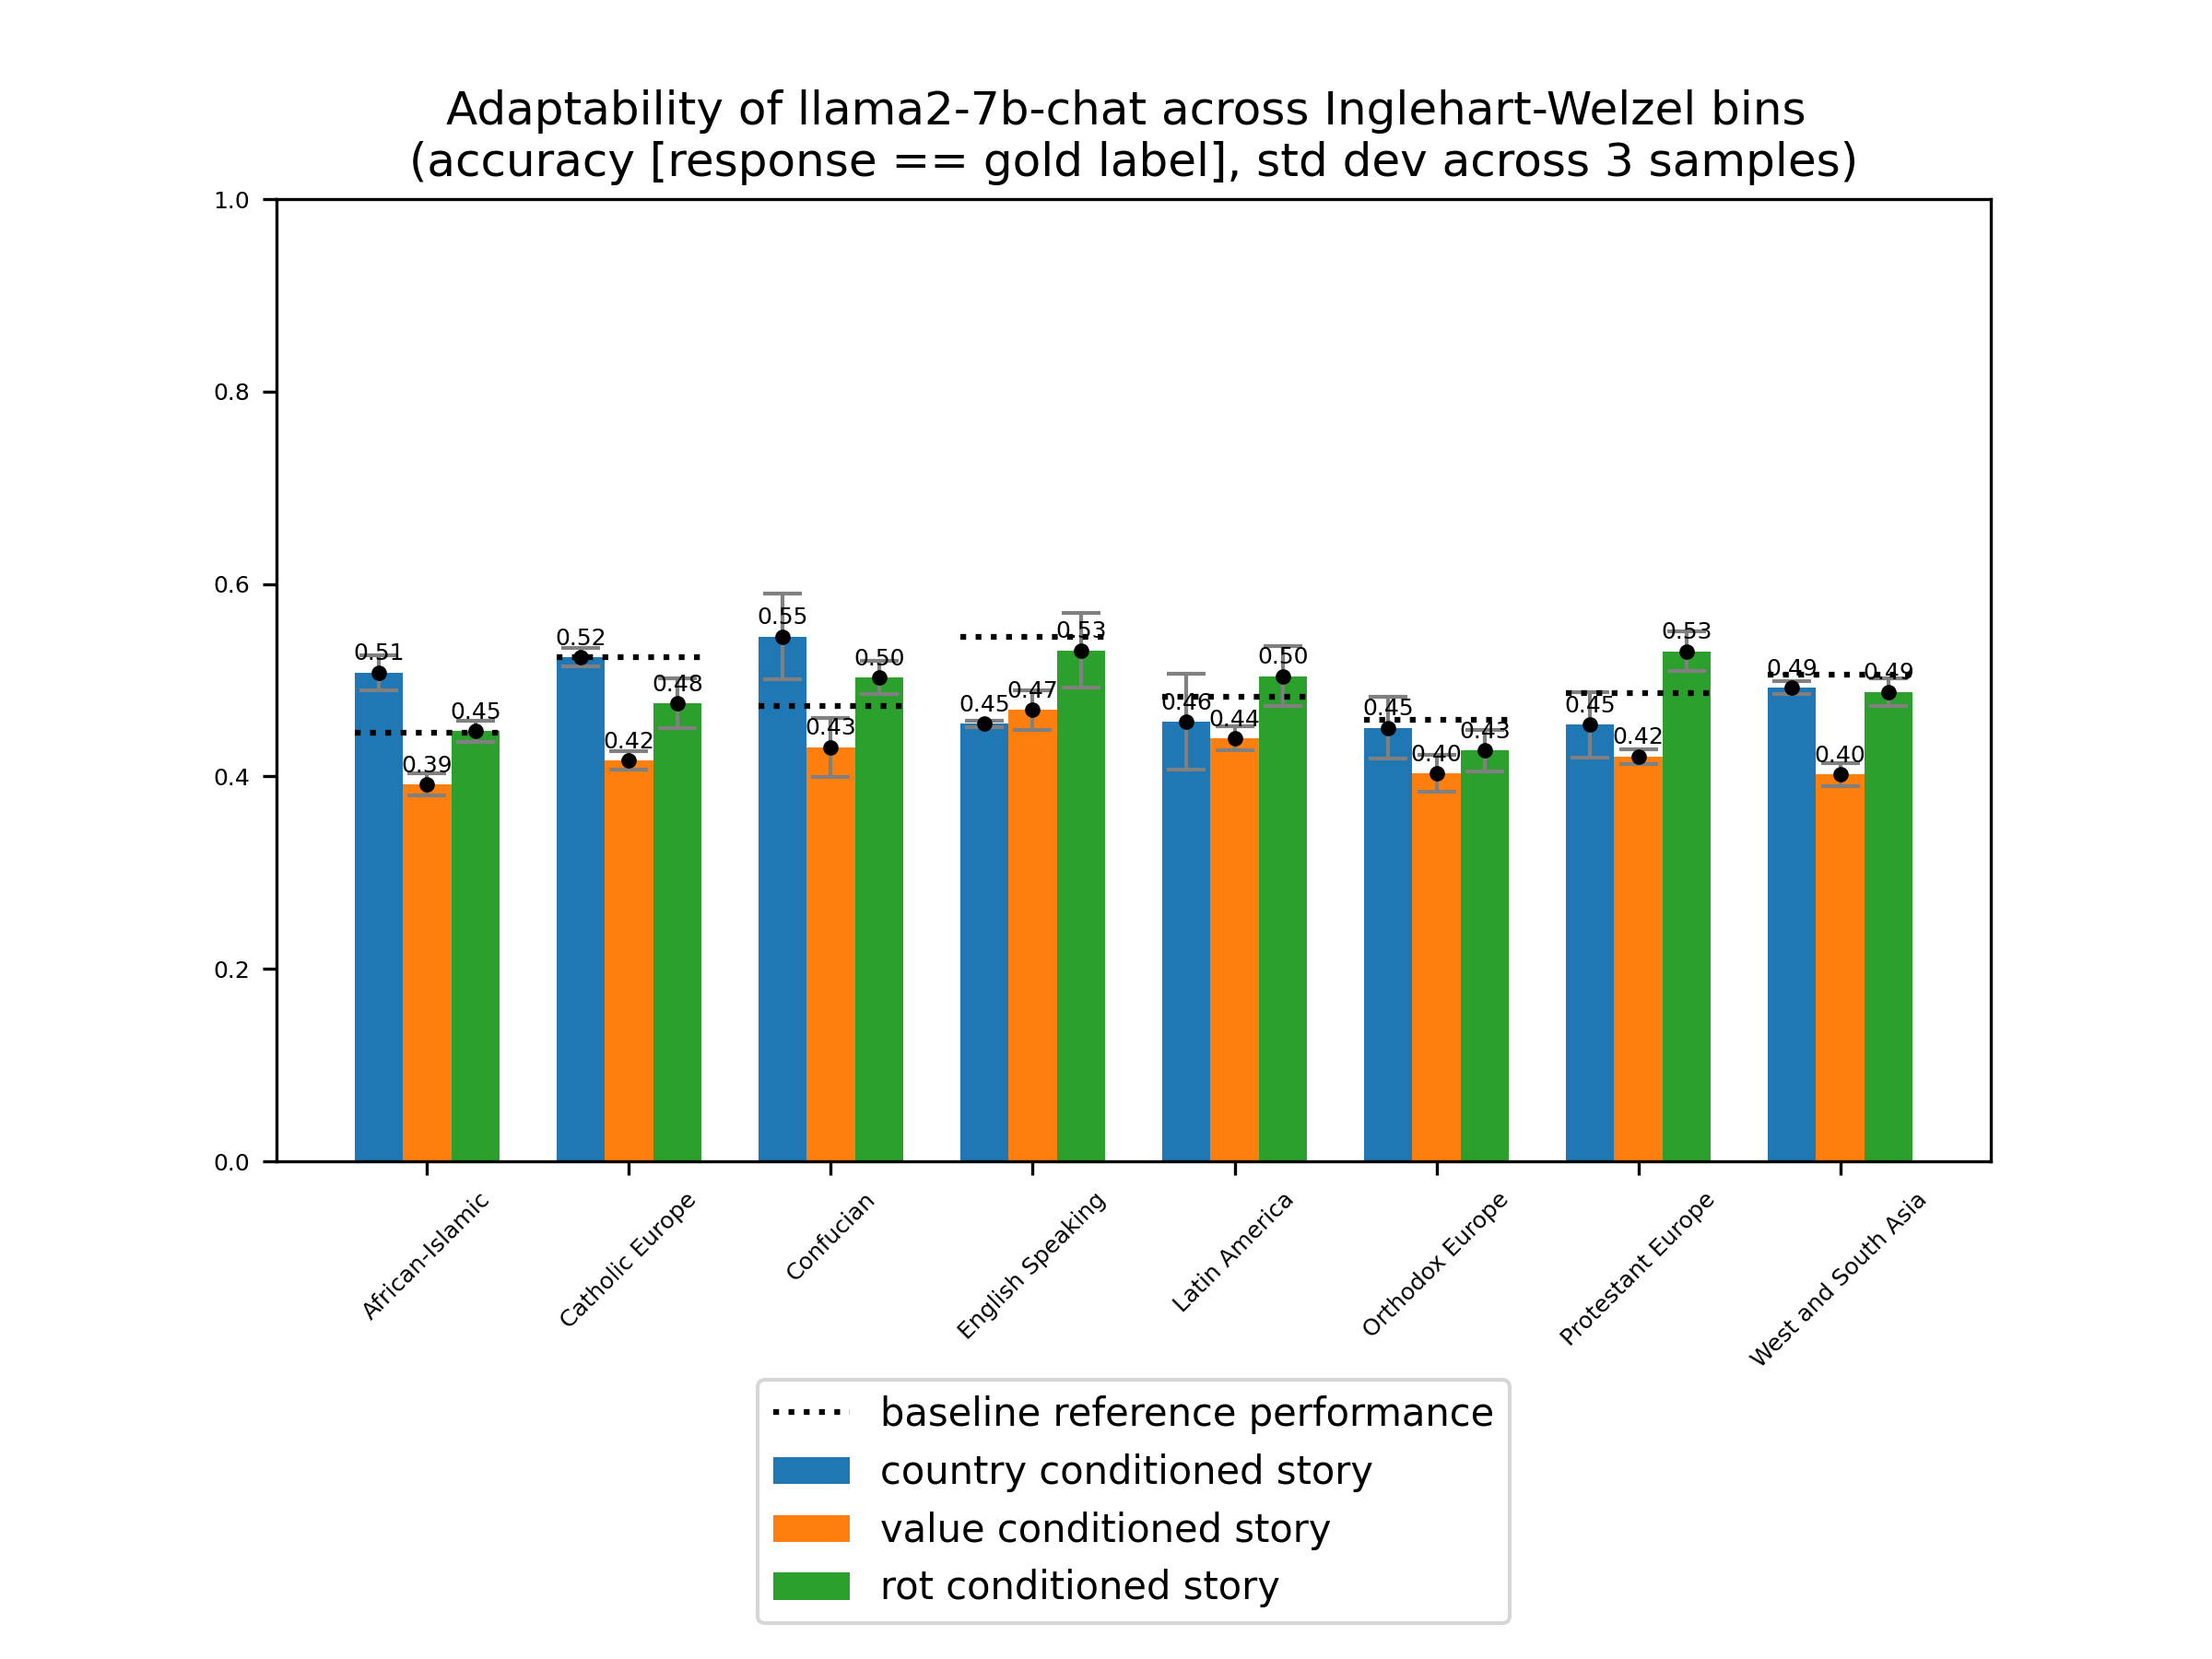 Adaptability of llama2-7b-chat across Inglehart-Welzel bins
(accuracy [response == gold label], std dev across 3 samples)
1.0
0.8
0.6
0.4
0.2
0.0
0.51
0.39
0.45
0.52
0.42
0.48
0.55
0.43
0.50
0.45
0.47
0.53
0.46
0.44
0.50
0.45
0.40
0.43
0.45
0.42
0.53
0.49
0.40
0.49
African-Islamic
Catholic Europe
Confucian
English Speaking
Latin America
Orthodox Europe
Protestant Europe
West and South Asia
baseline reference performance
country conditioned story
value conditioned story
rot conditioned story